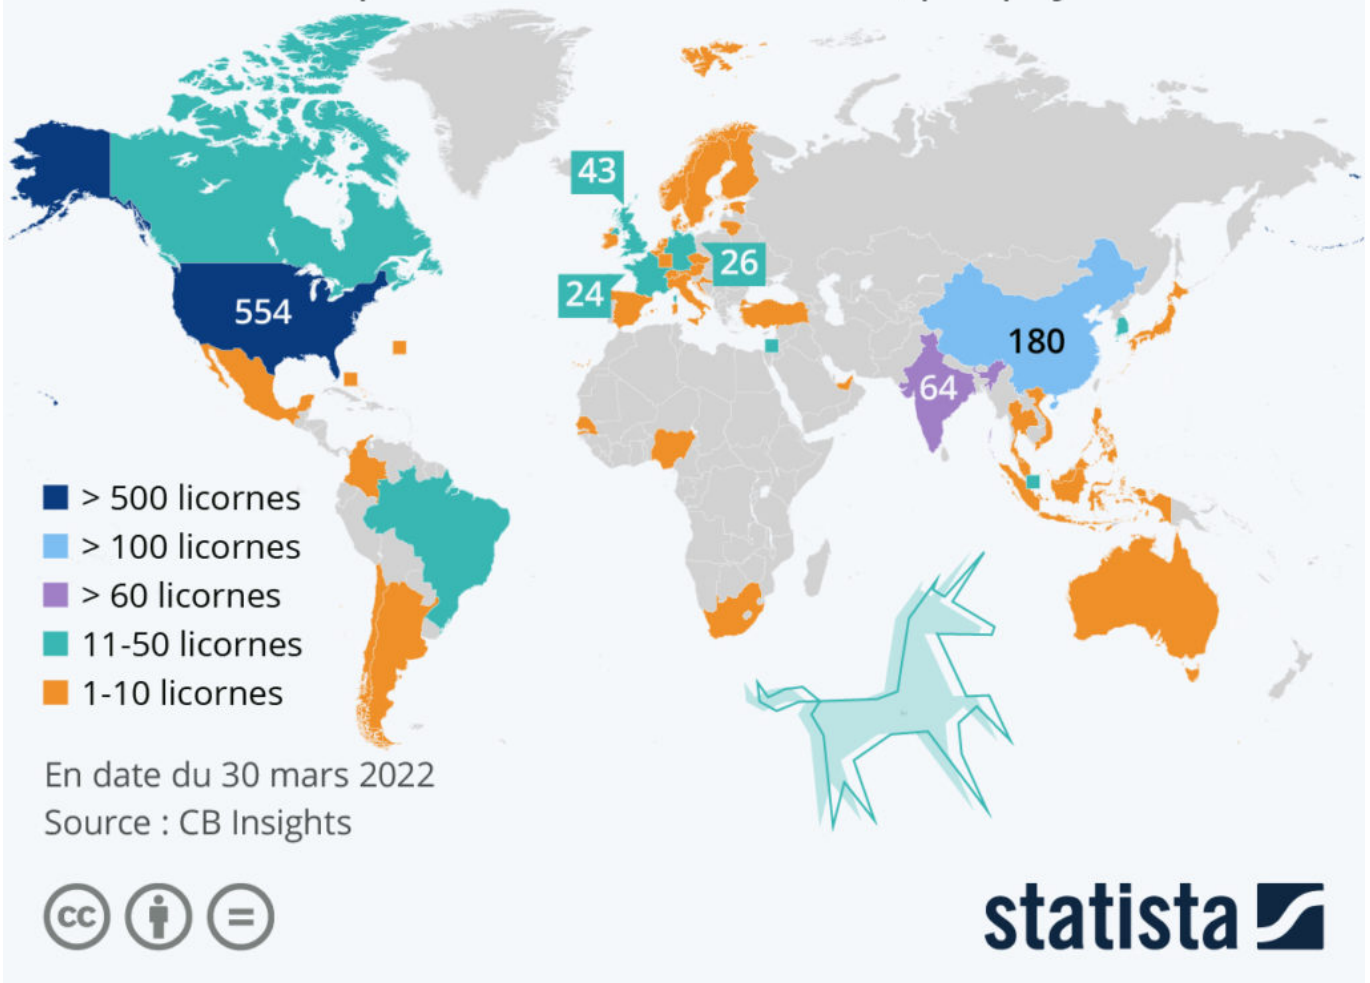 43
26
24
554
180
64
> 500 licornes
> 100 licornes
> 60 licornes
11-50 licornes
1-10 licornes
En date du 30 mars 2022
Source : CB Insights
cc
=
statista